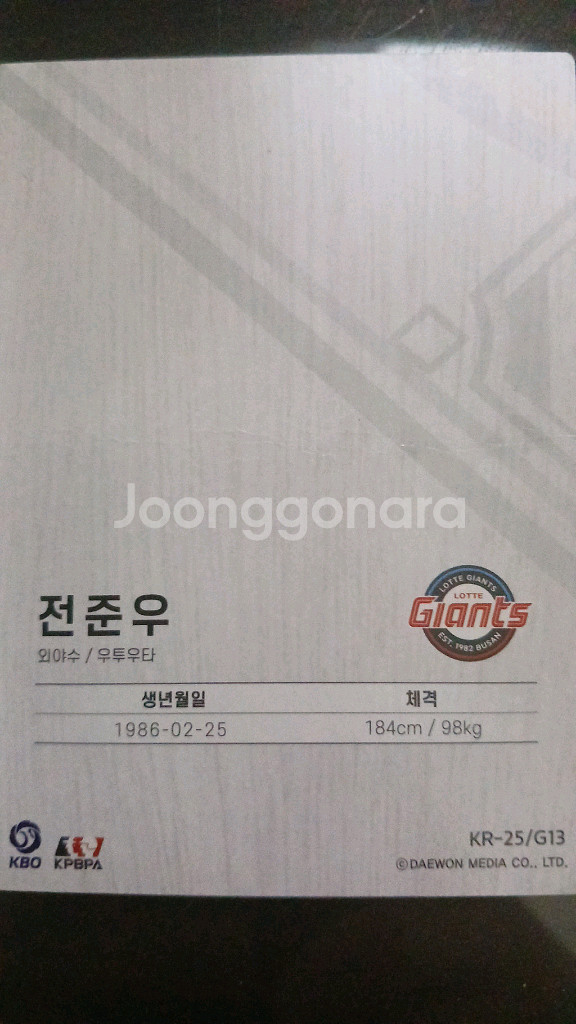 Joonggonara
전준우
외야수 / 우투우타
LOTTE GIANTS
LOTTE
Giants
EST. 1982 BUSAN
생년월일 체격
1986-02-25 184cm / 98kg
KBO KPBPA
KR-25/G13
©DAEWON MEDIA CO., LTD.